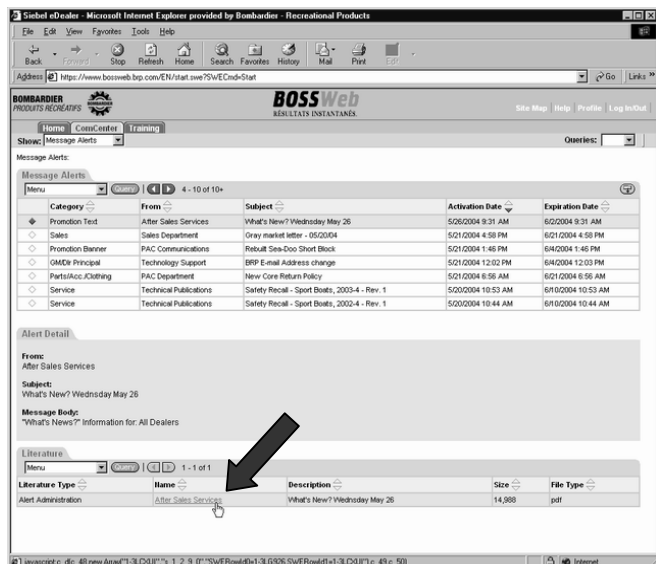 Siebel eDealer - Microsoft Internet Explorer provided by Bombardier - Recreational Products
File Edit View Favorites Tools Help
Back Forward Stop Refresh Home Search Favorites History Mail Print Edit
Address https://www.bossweb.brp.com/EN/start.swe?SWECmd=Start Go Links »
BOMBARDIER
PRODUITS RÉCRÉATIFS
BOSSWeb
RÉSULTATS INSTANTANÉS.
Site Map Help Profile Log In/Out
Home ComCenter Training
Show: Message Alerts Queries:
Message Alerts:
Message Alerts
Menu Query 4 - 10 of 10+
Category From Subject Activation Date Expiration Date
Promotion Text After Sales Services What's New? Wednsday May 26 5/26/2004 9:31 AM 6/2/2004 9:31 AM
Sales Sales Department Gray market letter - 05/20/04 5/21/2004 4:58 PM 6/21/2004 4:58 PM
Promotion Banner PAC Communications Rebuilt Sea-Doo Short Block 5/21/2004 1:46 PM 6/4/2004 1:46 PM
GM/Dlr Principal Technology Support BRP E-mail Address change 5/21/2004 12:02 PM 6/4/2004 12:03 PM
Parts/Acc./Clothing PAC Department New Core Return Policy 5/21/2004 6:56 AM 6/21/2004 6:56 AM
Service Technical Publications Safety Recall - Sport Boats, 2003-4 - Rev. 1 5/20/2004 10:53 AM 6/10/2004 10:53 AM
Service Technical Publications Safety Recall - Sport Boats, 2002-4 - Rev. 1 5/20/2004 10:44 AM 6/10/2004 10:44 AM
Alert Detail
From:
After Sales Services
Subject:
What's New? Wednsday May 26
Message Body:
"What's News?" Information for: All Dealers
Literature
Menu Query 1 - 1 of 1
Literature Type Name Description Size File Type
Alert Administration After Sales Services What's New? Wednsday May 26 14,988 pdf
Internet